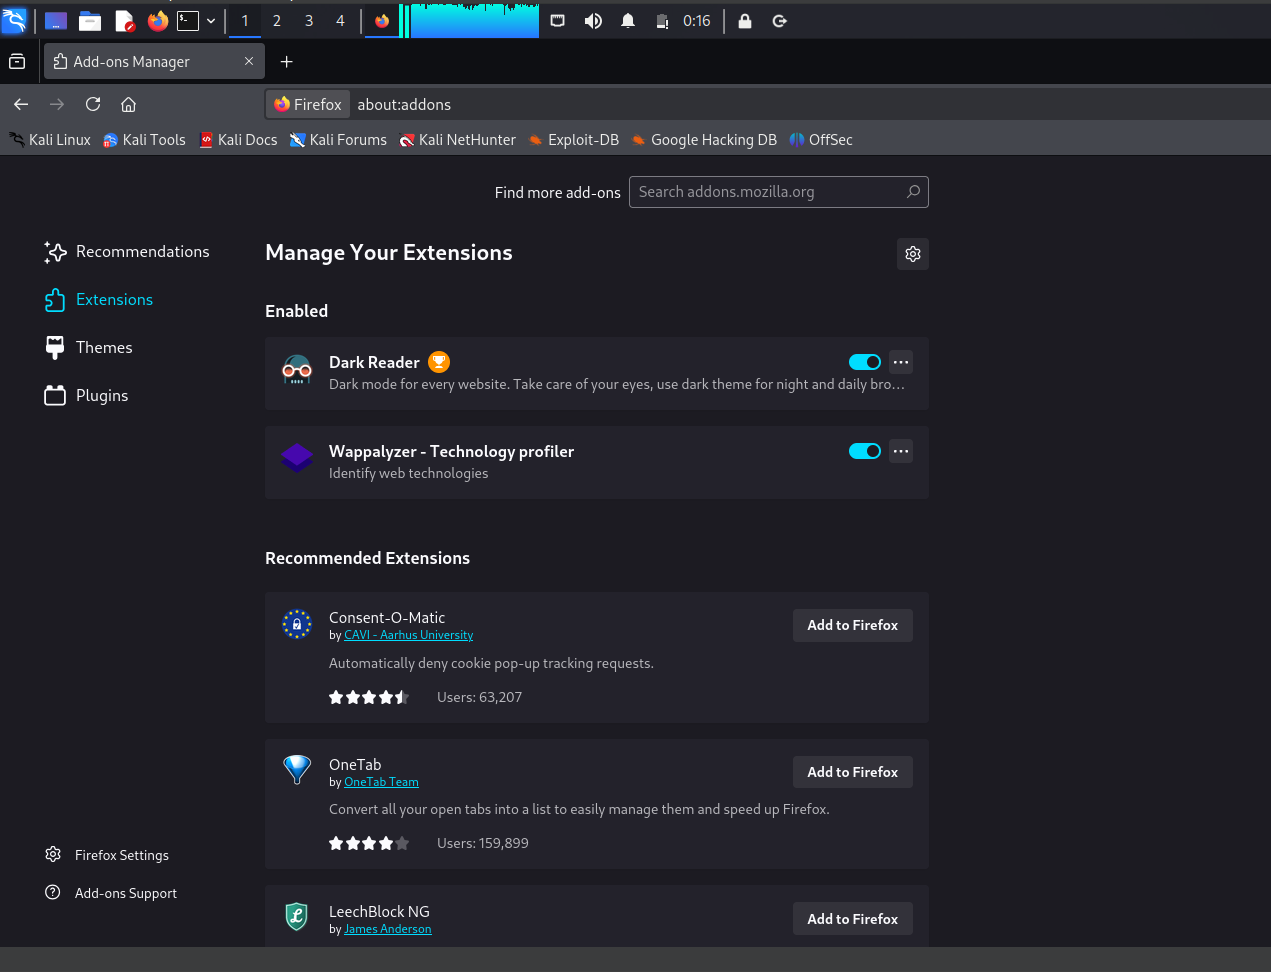 1 2 3 4 0:16
Add-ons Manager
Firefox about:addons
Kali Linux Kali Tools Kali Docs Kali Forums Kali NetHunter Exploit-DB Google Hacking DB OffSec
Find more add-ons Search addons.mozilla.org
Recommendations
Extensions
Themes
Plugins
Manage Your Extensions
Enabled
Dark Reader
Dark mode for every website. Take care of your eyes, use dark theme for night and daily bro…
Wappalyzer - Technology profiler
Identify web technologies
Recommended Extensions
Consent-O-Matic
by CAVI - Aarhus University
Add to Firefox
Automatically deny cookie pop-up tracking requests.
Users: 63,207
OneTab
by OneTab Team
Add to Firefox
Convert all your open tabs into a list to easily manage them and speed up Firefox.
Users: 159,899
LeechBlock NG
by James Anderson
Add to Firefox
Firefox Settings
Add-ons Support